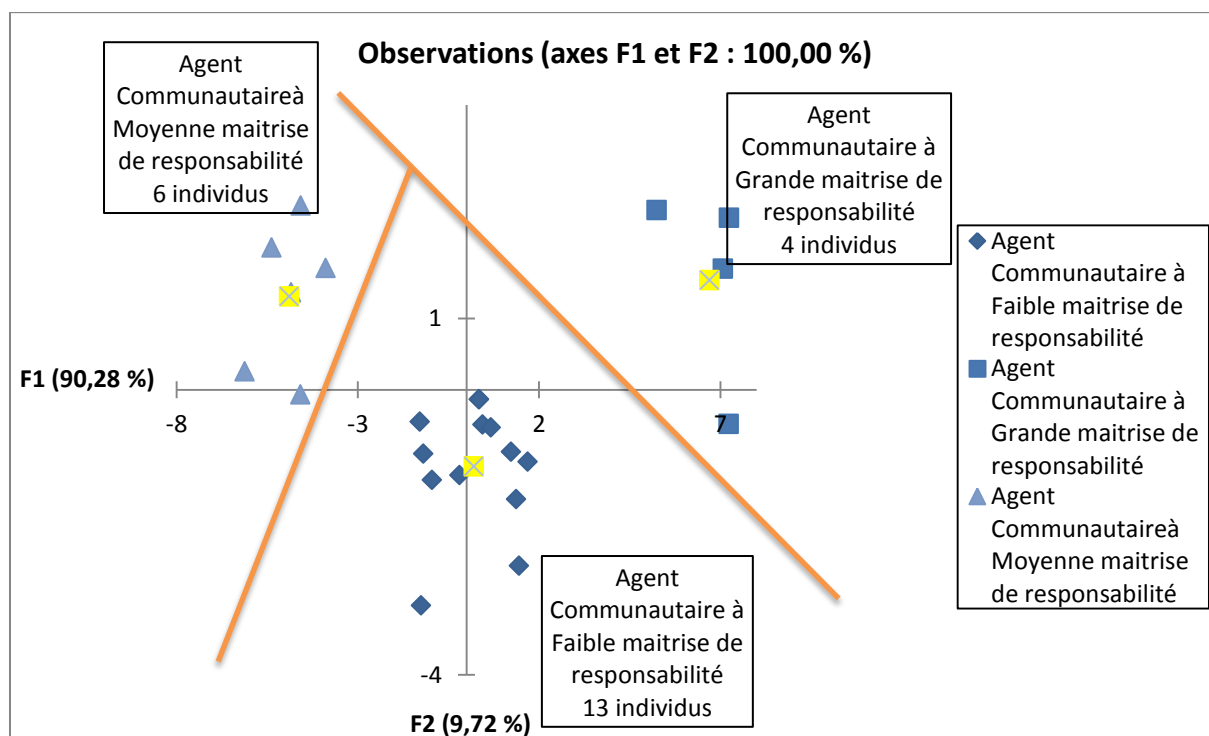 Observations (axes F1 et F2 : 100,00 %)
Agent
Communautaireà
Moyenne maitrise
de responsabilité
6 individus
Agent
Communautaire à
Grande maitrise de
responsabilité
4 individus
1
F1 (90,28 %)
-8
-3
2
7
-4
F2 (9,72 %)
Agent
Communautaire à
Faible maitrise de
responsabilité
13 individus
Agent
Communautaire à
Faible maitrise de
responsabilité
Agent
Communautaire à
Grande maitrise de
responsabilité
Agent
Communautaireà
Moyenne maitrise
de responsabilité